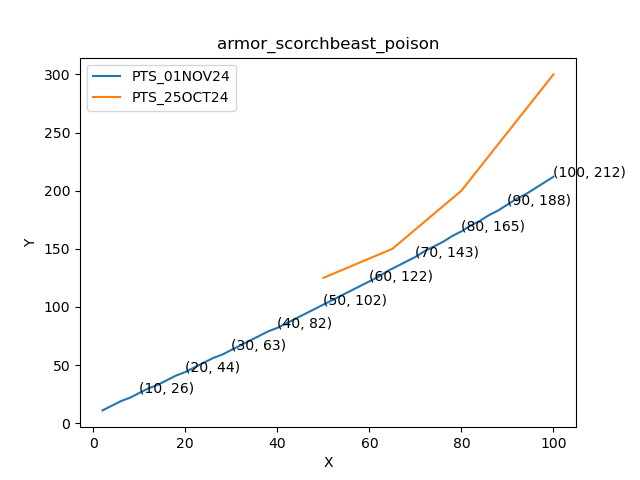 armor_scorchbeast_poison
PTS_01NOV24
PTS_25OCT24
300
250
200
150
100
50
0
Y
(100, 212)
(90, 188)
(80, 165)
(70, 143)
(60, 122)
(50, 102)
(40, 82)
(30, 63)
(20, 44)
(10, 26)
0 20 40 60 80 100
X